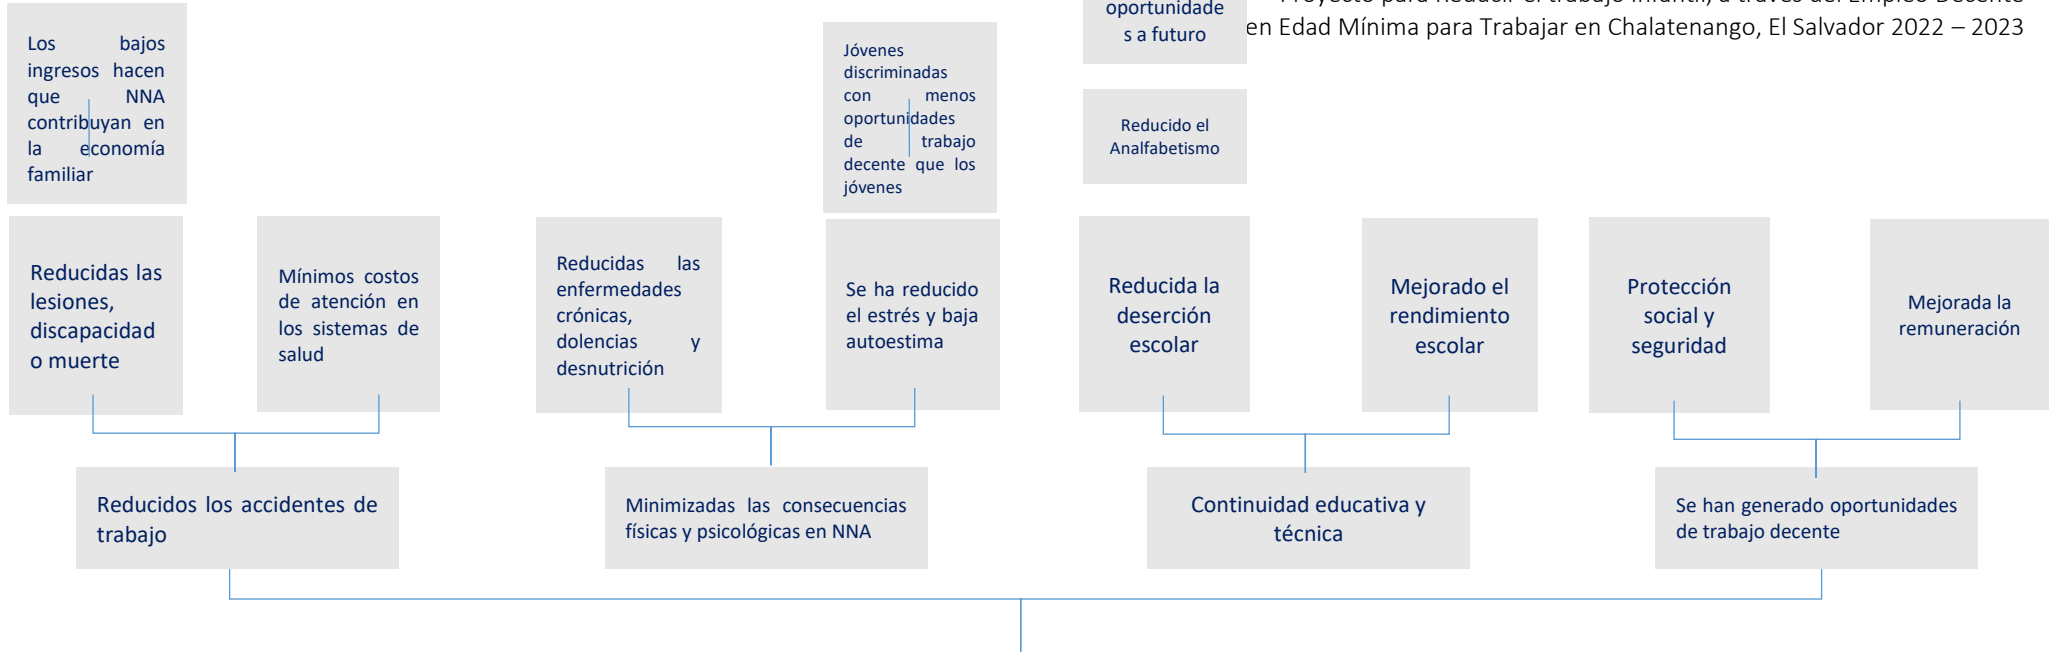 Proyecto para Reducir el trabajo Infantil, a través del Empleo Decente
en Edad Mínima para Trabajar en Chalatenango, El Salvador 2022 – 2023
Los bajos
ingresos hacen
que NNA
contribuyan en
la economía
familiar
Jóvenes
discriminadas
con menos
oportunidades
de trabajo
decente que los
jóvenes
oportunidade
s a futuro
Reducido el
Analfabetismo
Reducidas las
lesiones,
discapacidad
o muerte
Mínimos costos
de atención en
los sistemas de
salud
Reducidas las
enfermedades
crónicas,
dolencias y
desnutrición
Se ha reducido
el estrés y baja
autoestima
Reducida la
deserción
escolar
Mejorado el
rendimiento
escolar
Protección
social y
seguridad
Mejorada la
remuneración
Reducidos los accidentes de
trabajo
Minimizadas las consecuencias
físicas y psicológicas en NNA
Continuidad educativa y
técnica
Se han generado oportunidades
de trabajo decente